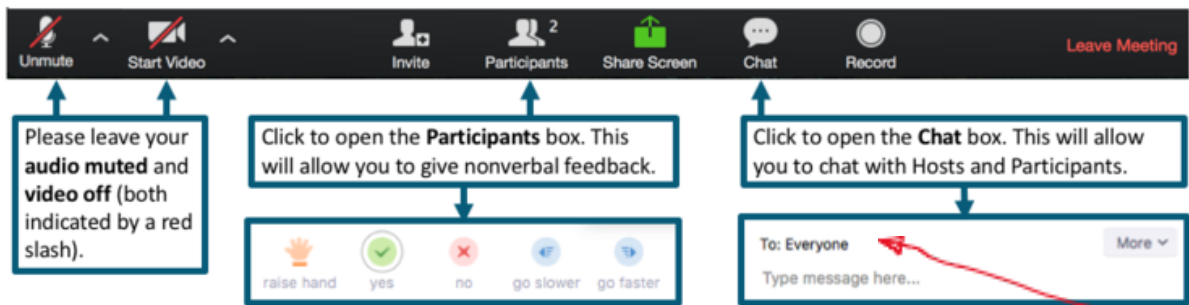 Unmute
Start Video
Invite
Participants
2
Share Screen
Chat
Record
Leave Meeting
Please leave your
audio muted and
video off (both
indicated by a red
slash).
Click to open the Participants box. This
will allow you to give nonverbal feedback.
raise hand
yes
no
go slower
go faster
Click to open the Chat box. This will allow
you to chat with Hosts and Participants.
To: Everyone
More
Type message here...